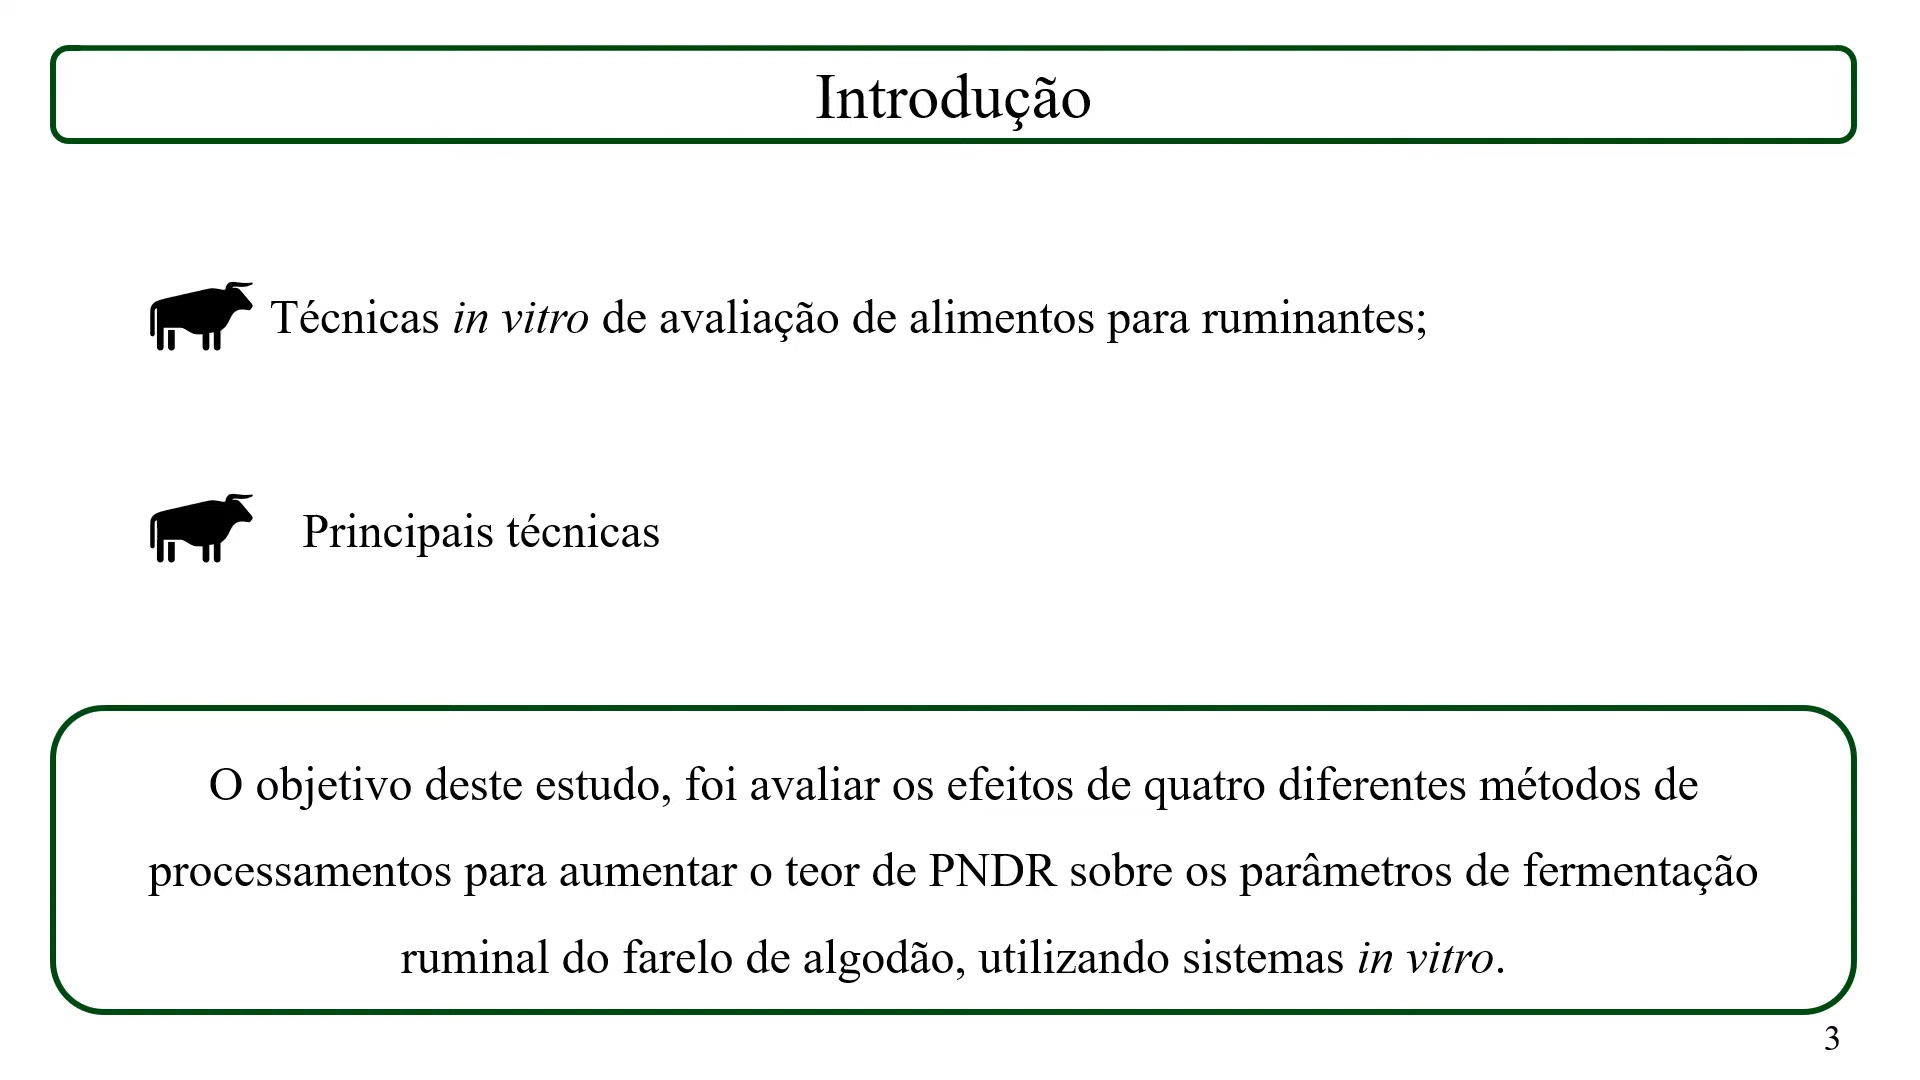 Introdução
Técnicas in vitro de avaliação de alimentos para ruminantes;
Principais técnicas
O objetivo deste estudo, foi avaliar os efeitos de quatro diferentes métodos de
processamentos para aumentar o teor de PNDR sobre os parâmetros de fermentação
ruminal do farelo de algodão, utilizando sistemas in vitro.
3